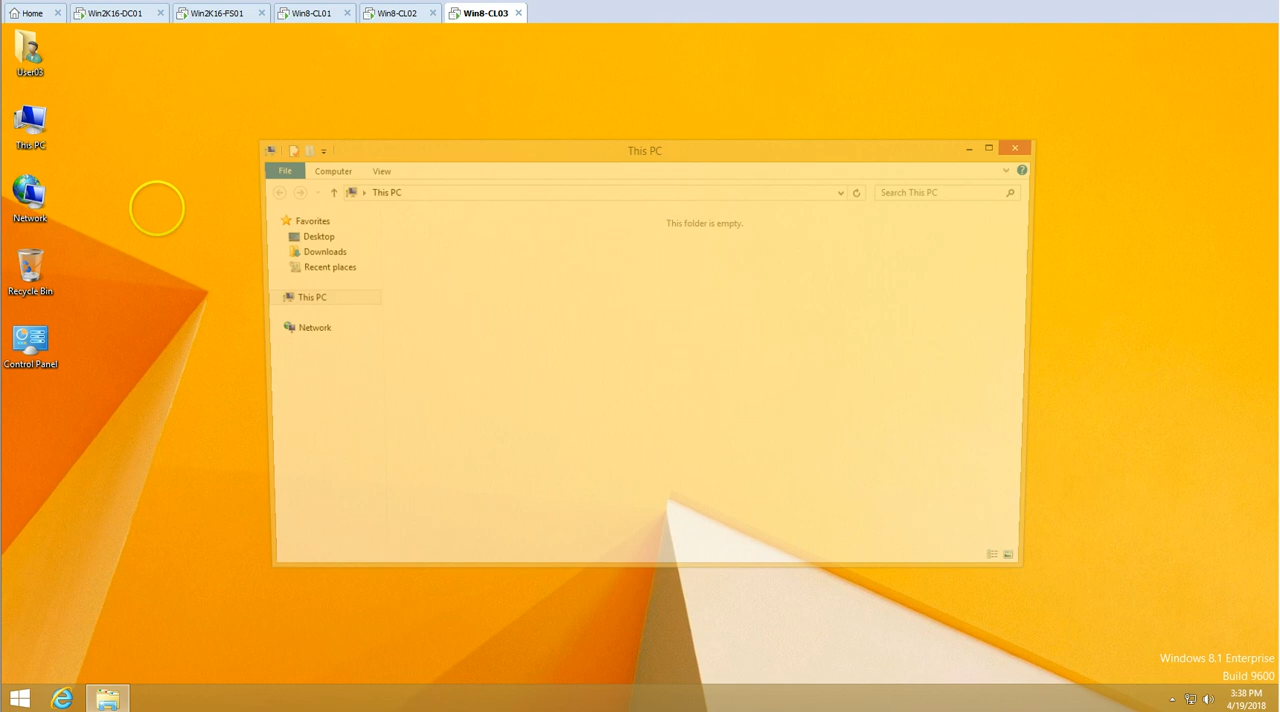 Home
Win2K16-DC01
Win2K16-FS01
Win8-CL01
Win8-CL02
Win8-CL03
User03
This PC
Network
Recycle Bin
Control Panel
This PC
File
Computer
View
This PC
Search This PC
Favorites
Desktop
Downloads
Recent places
This PC
Network
This folder is empty.
Windows 8.1 Enterprise
Build 9600
3:38 PM
4/19/2018